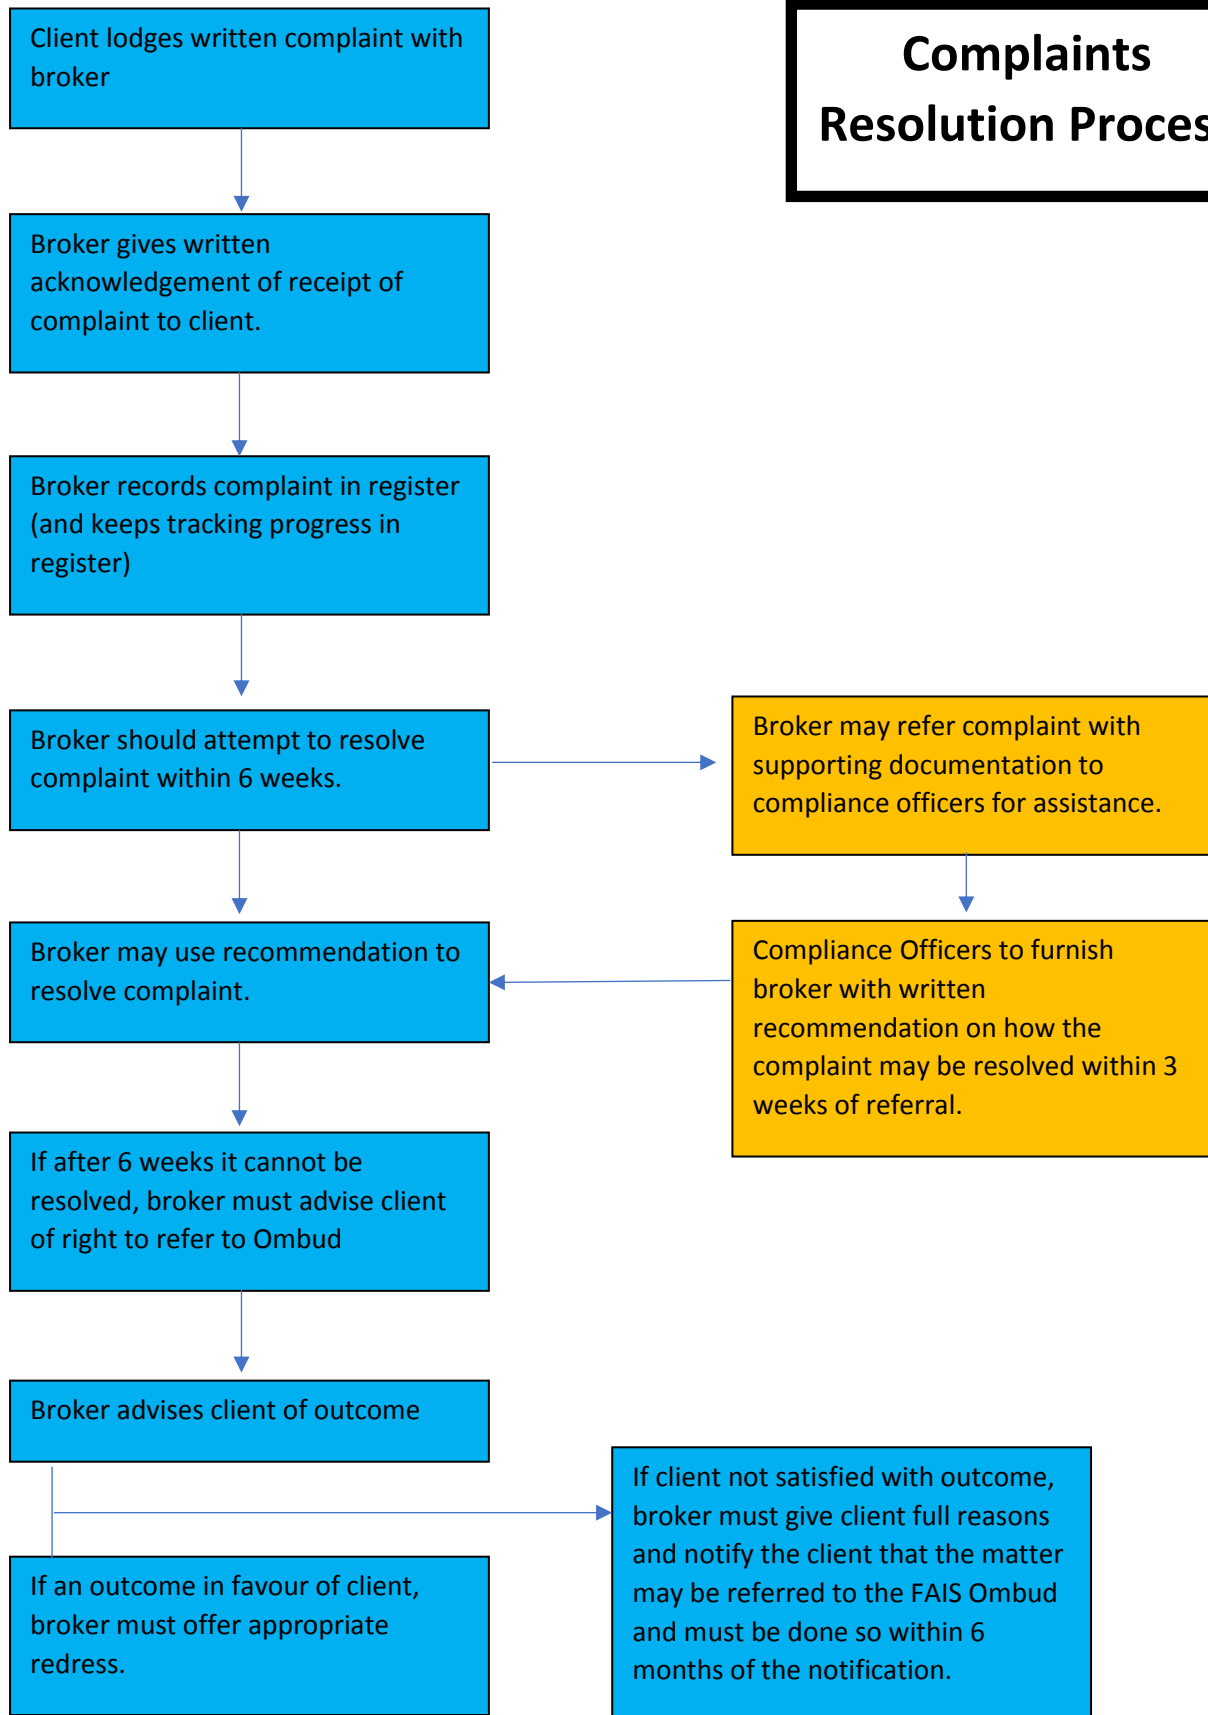 Complaints
Resolution Proces
Client lodges written complaint with
broker
Broker gives written
acknowledgement of receipt of
complaint to client.
Broker records complaint in register
(and keeps tracking progress in
register)
Broker should attempt to resolve
complaint within 6 weeks.
Broker may refer complaint with
supporting documentation to
compliance officers for assistance.
Broker may use recommendation to
resolve complaint.
Compliance Officers to furnish
broker with written
recommendation on how the
complaint may be resolved within 3
weeks of referral.
If after 6 weeks it cannot be
resolved, broker must advise client
of right to refer to Ombud
Broker advises client of outcome
If client not satisfied with outcome,
broker must give client full reasons
and notify the client that the matter
may be referred to the FAIS Ombud
and must be done so within 6
months of the notification.
If an outcome in favour of client,
broker must offer appropriate
redress.